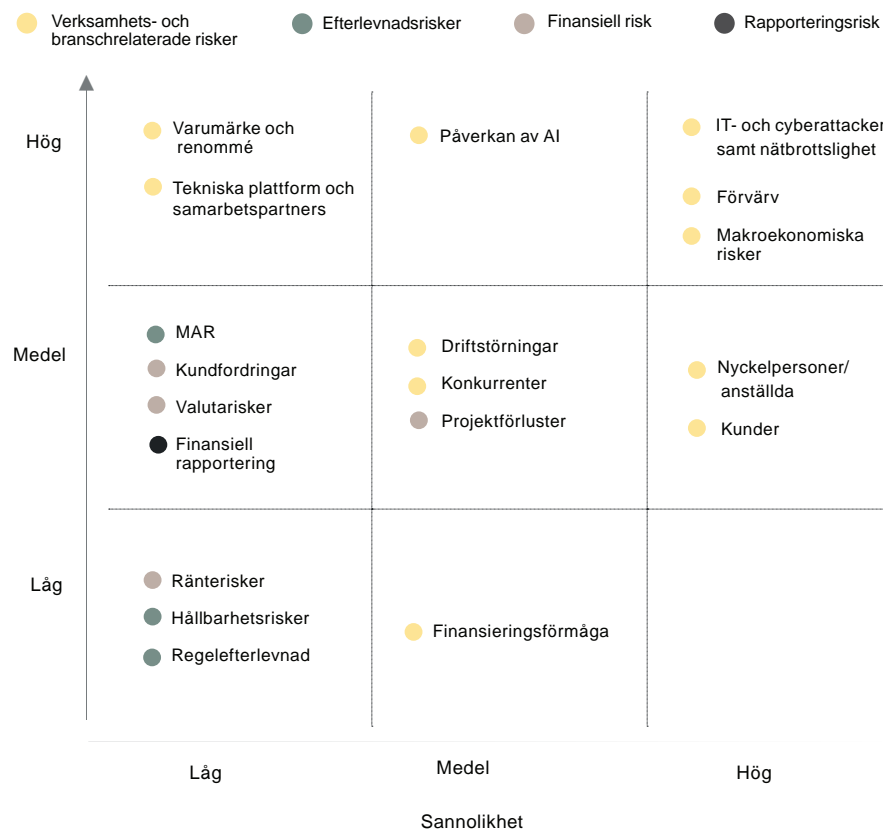 Verksamhets- och
branschrelaterade risker
Efterlevnadsrisker
Finansiell risk
Rapporteringsrisk
Hög
Varumärke och
renommé
Tekniska plattform och
samarbetspartners
Påverkan av AI
IT- och cyberattacker
samt nätbrottslighet
Förvärv
Makroekonomiska
risker
Medel
MAR
Kundfordringar
Valutarisker
Finansiell
rapportering
Driftstörningar
Konkurrenter
Projektförluster
Nyckelpersoner/
anställda
Kunder
Låg
Ränterisker
Hållbarhetsrisker
Regelefterlevnad
Finansieringsförmåga
Låg
Medel
Hög
Sannolikhet